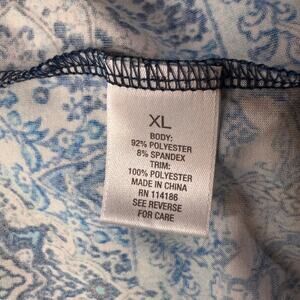 XL
BODY:
92% POLYESTER
8% SPANDEX
TRIM:
100% POLYESTER
MADE IN CHINA
RN 114186
SEE REVERSE
FOR CARE